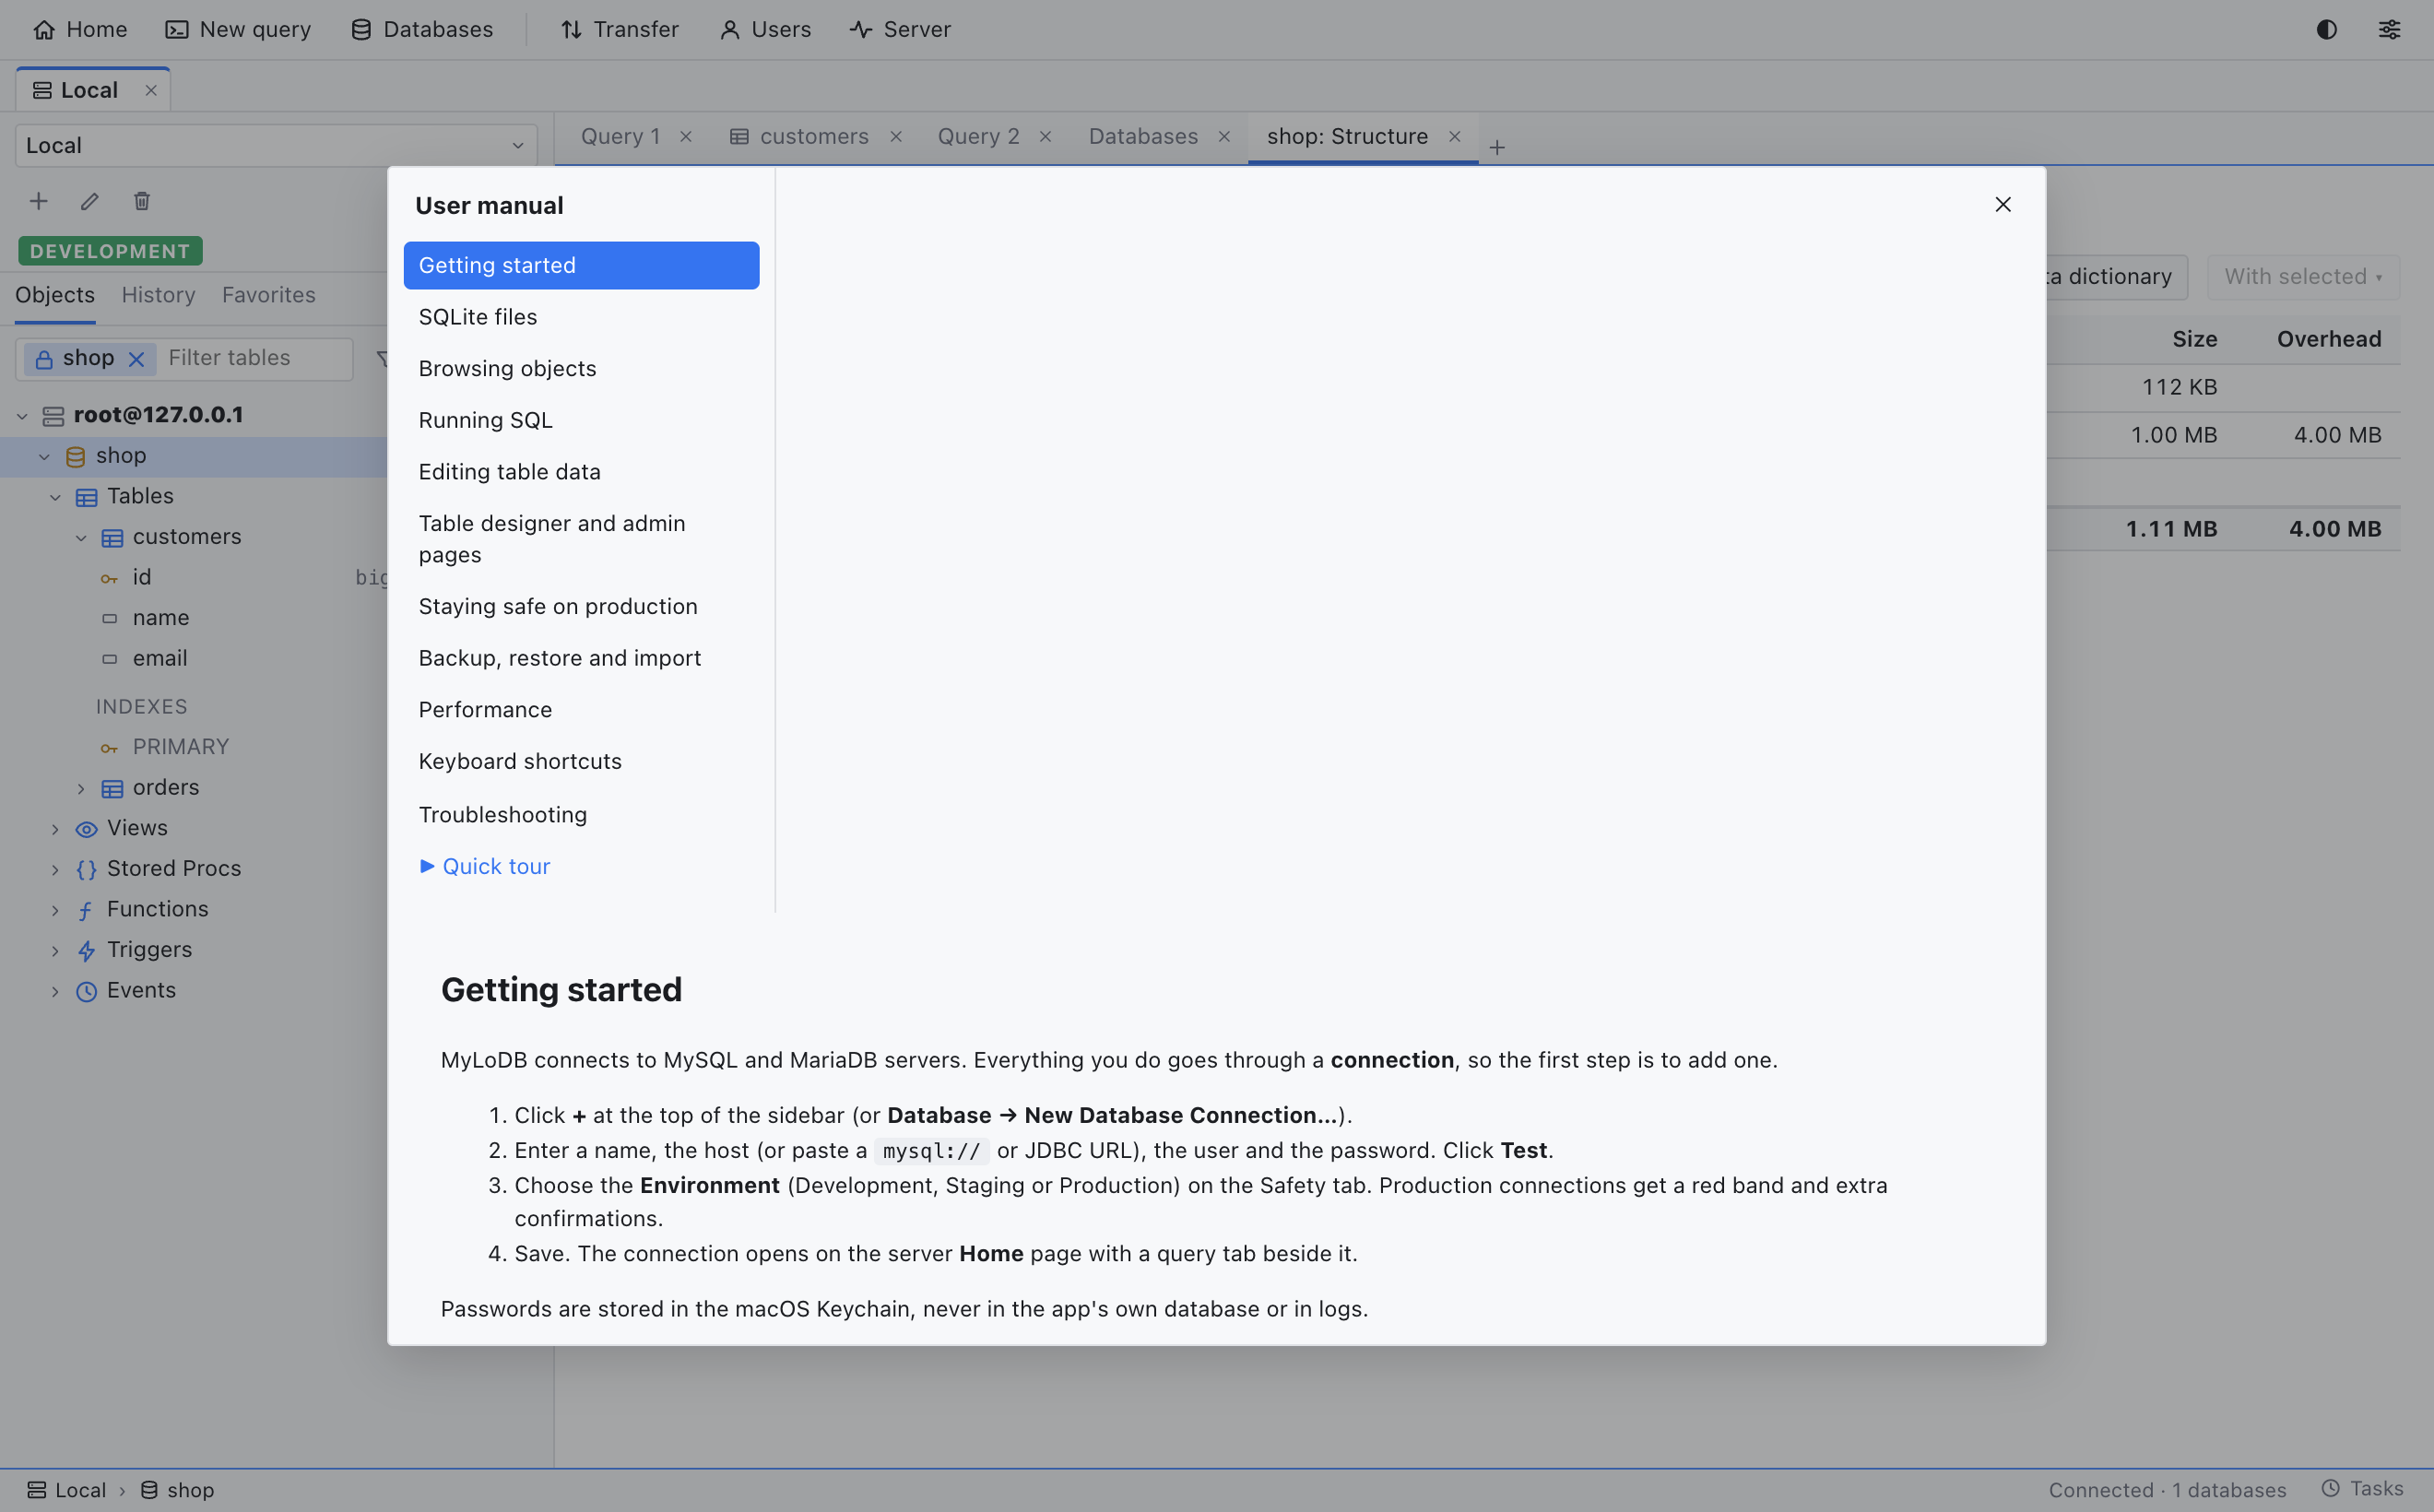 Home
New query
Databases
Transfer
Users
Server
Local
Local
Query 1
customers
Query 2
Databases
shop: Structure
DEVELOPMENT
Objects
History
Favorites
shop
Filter tables
root@127.0.0.1
shop
Tables
customers
id
name
email
INDEXES
PRIMARY
orders
Views
Stored Procs
Functions
Triggers
Events
User manual
Getting started
SQLite files
Browsing objects
Running SQL
Editing table data
Table designer and admin
pages
Staying safe on production
Backup, restore and import
Performance
Keyboard shortcuts
Troubleshooting
▶ Quick tour
Getting started
MyLoDB connects to MySQL and MariaDB servers. Everything you do goes through a connection, so the first step is to add one.
1. Click + at the top of the sidebar (or Database → New Database Connection...).
2. Enter a name, the host (or paste a mysql:// or JDBC URL), the user and the password. Click Test.
3. Choose the Environment (Development, Staging or Production) on the Safety tab. Production connections get a red band and extra
confirmations.
4. Save. The connection opens on the server Home page with a query tab beside it.
Passwords are stored in the macOS Keychain, never in the app's own database or in logs.
dictionary
With selected ▾
Size Overhead
112 KB
1.00 MB 4.00 MB
1.11 MB 4.00 MB
Local › shop
Connected · 1 databases
Tasks